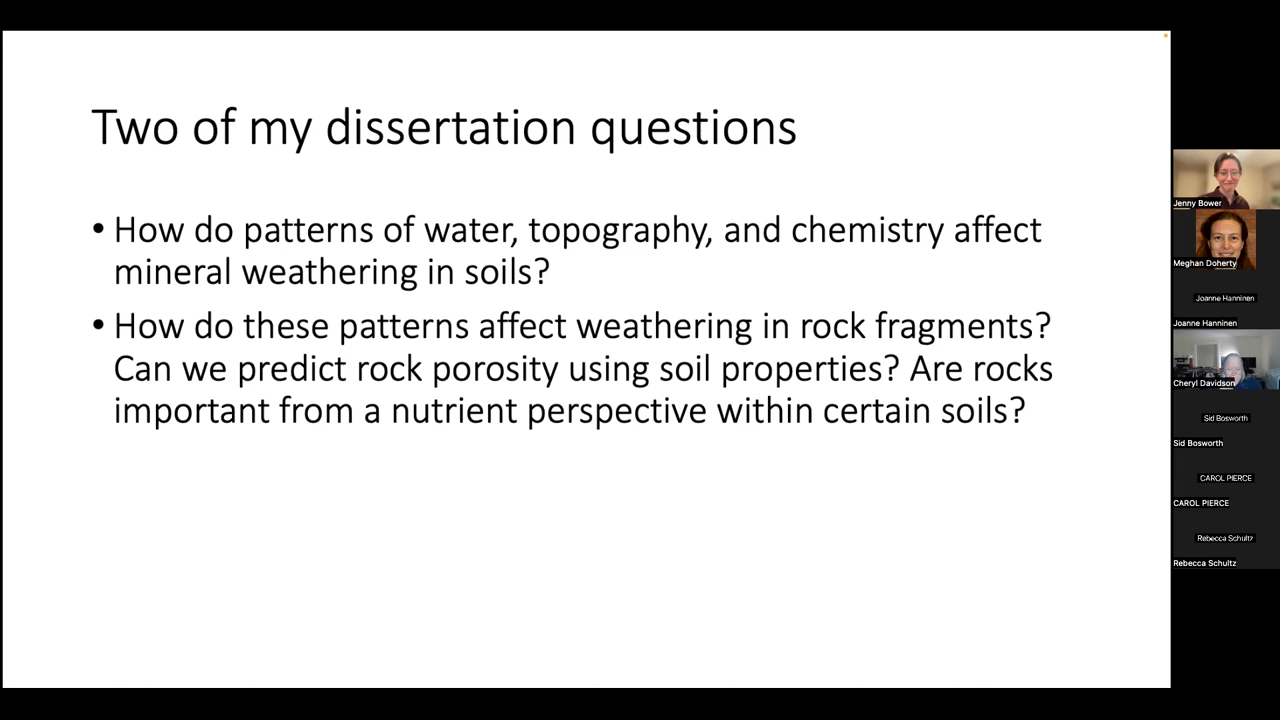 Two of my dissertation questions
• How do patterns of water, topography, and chemistry affect
mineral weathering in soils?
• How do these patterns affect weathering in rock fragments?
Can we predict rock porosity using soil properties? Are rocks
important from a nutrient perspective within certain soils?
Jenny Bower
Meghan Doherty
Joanne Hanninen
Joanne Hanninen
Cheryl Davidson
Sid Bosworth
Sid Bosworth
CAROL PIERCE
CAROL PIERCE
Rebecca Schultz
Rebecca Schultz